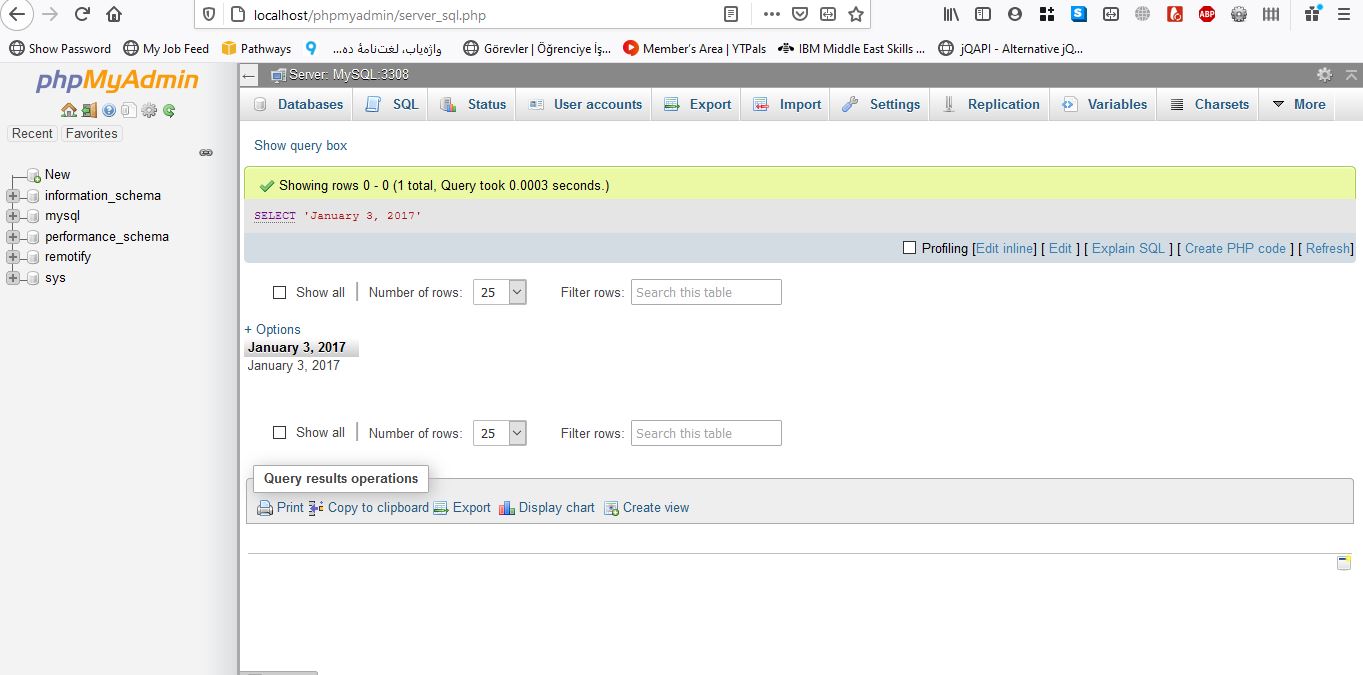 localhost/phpmyadmin/server_sql.php
ABP
Show Password My Job Feed Pathways واژه‌یاب، لغت‌نامهٔ ده... Görevler | Öğrenciye İş... Member's Area | YTPals IBM Middle East Skills ... jQAPI - Alternative jQ...
phpMyAdmin
Server: MySQL:3308
Databases SQL Status User accounts Export Import Settings Replication Variables Charsets More
Recent Favorites
Show query box
New
information_schema
mysql
performance_schema
remotify
sys
Showing rows 0 - 0 (1 total, Query took 0.0003 seconds.)
SELECT 'January 3, 2017'
Profiling [Edit inline] [ Edit ] [ Explain SQL ] [ Create PHP code ] [ Refresh]
Show all Number of rows: 25 Filter rows: Search this table
+ Options
January 3, 2017
January 3, 2017
Show all Number of rows: 25 Filter rows: Search this table
Query results operations
Print Copy to clipboard Export Display chart Create view